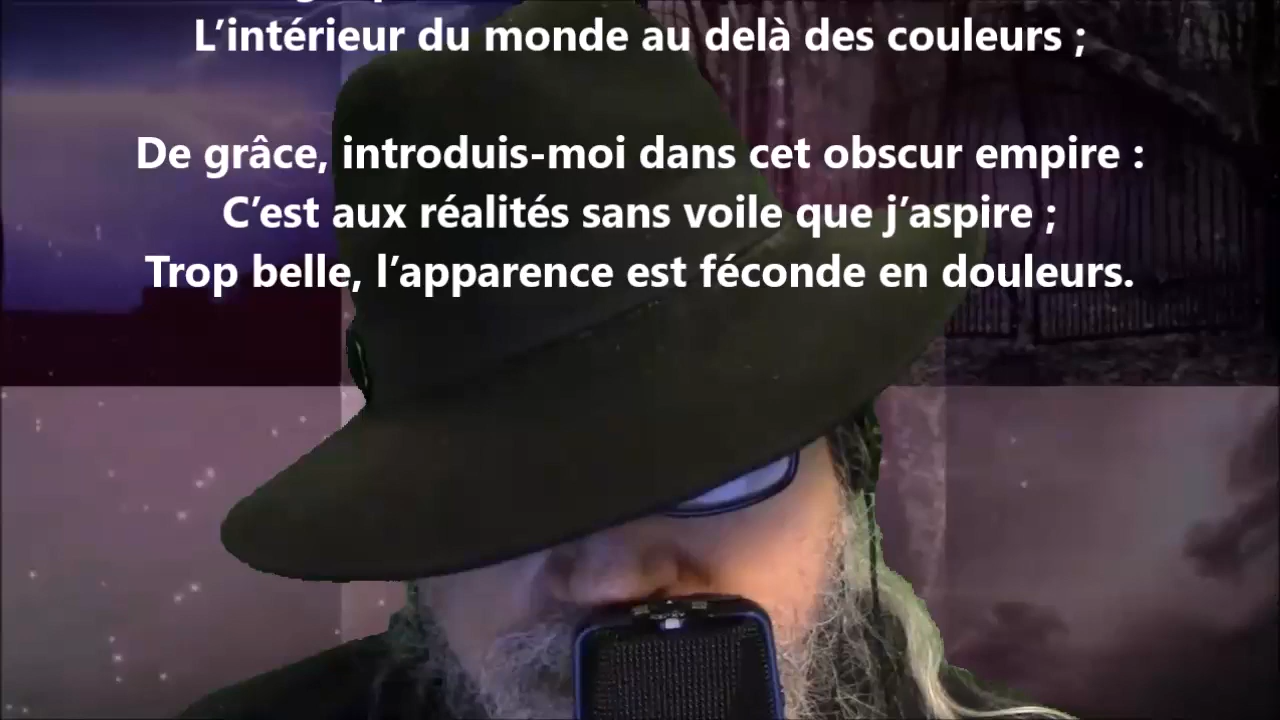 L’intérieur du monde au delà des couleurs ;
De grâce, introduis-moi dans cet obscur empire :
C’est aux réalités sans voile que j’aspire ;
Trop belle, l’apparence est féconde en douleurs.